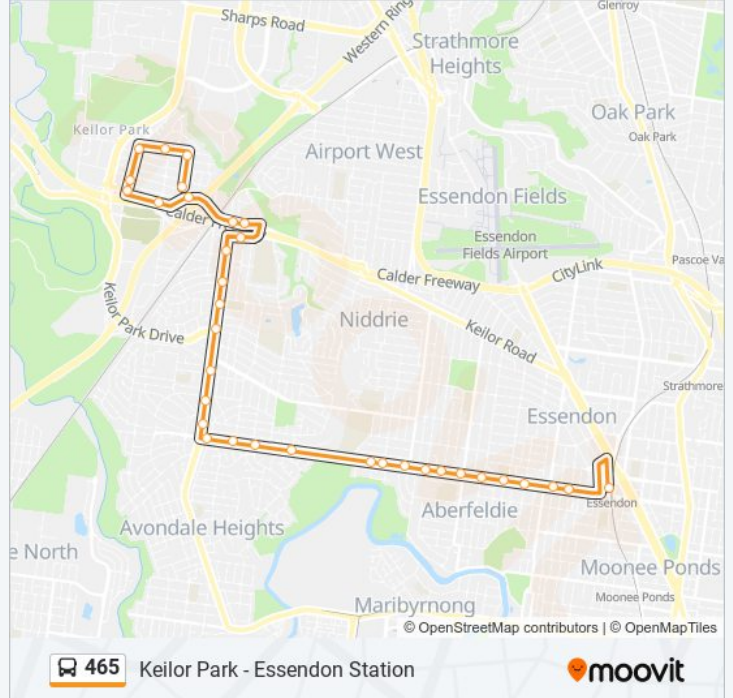 Glenroy
Sharps Road
Western Ring
Strathmore
Heights
Oak Park
Oak Park
Keilor Park
Airport West
Essendon Fields
Essendon
Fields Airport
CityLink
Pascoe Va
Calder Fr
Calder Freeway
Keilor Park Drive
Niddrie
Keilor Road
Strathmore
Essendon
Essendon
Aberfeldie
Avondale Heights
e North
Moonee Ponds
Moonee Ponds
Maribyrnong
© OpenStreetMap contributors | © OpenMapTiles
465 Keilor Park - Essendon Station
moovit